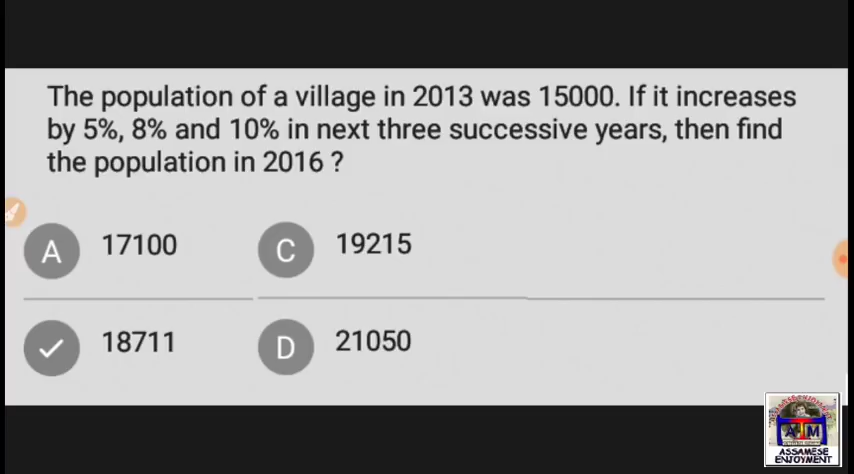 The population of a village in 2013 was 15000. If it increases
by 5%, 8% and 10% in next three successive years, then find
the population in 2016 ?
A 17100
C 19215
18711
D 21050
ATM
ASSAMESE
ENJOYMENT